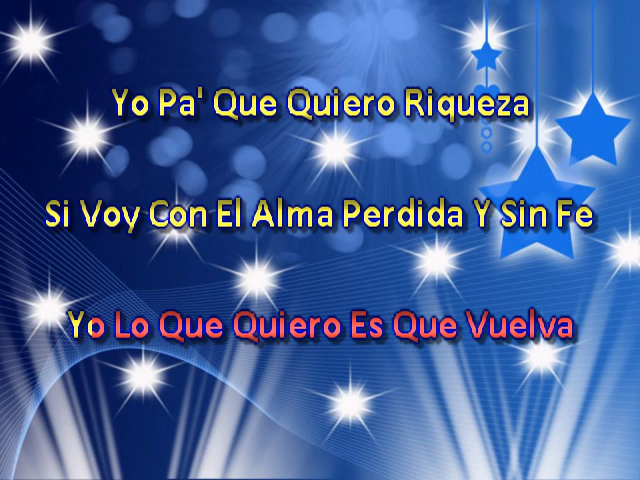 Yo Pa' Que Quiero Riqueza
Si Voy Con El Alma Perdida Y Sin Fe
Yo Lo Que Quiero Es Que Vuelva